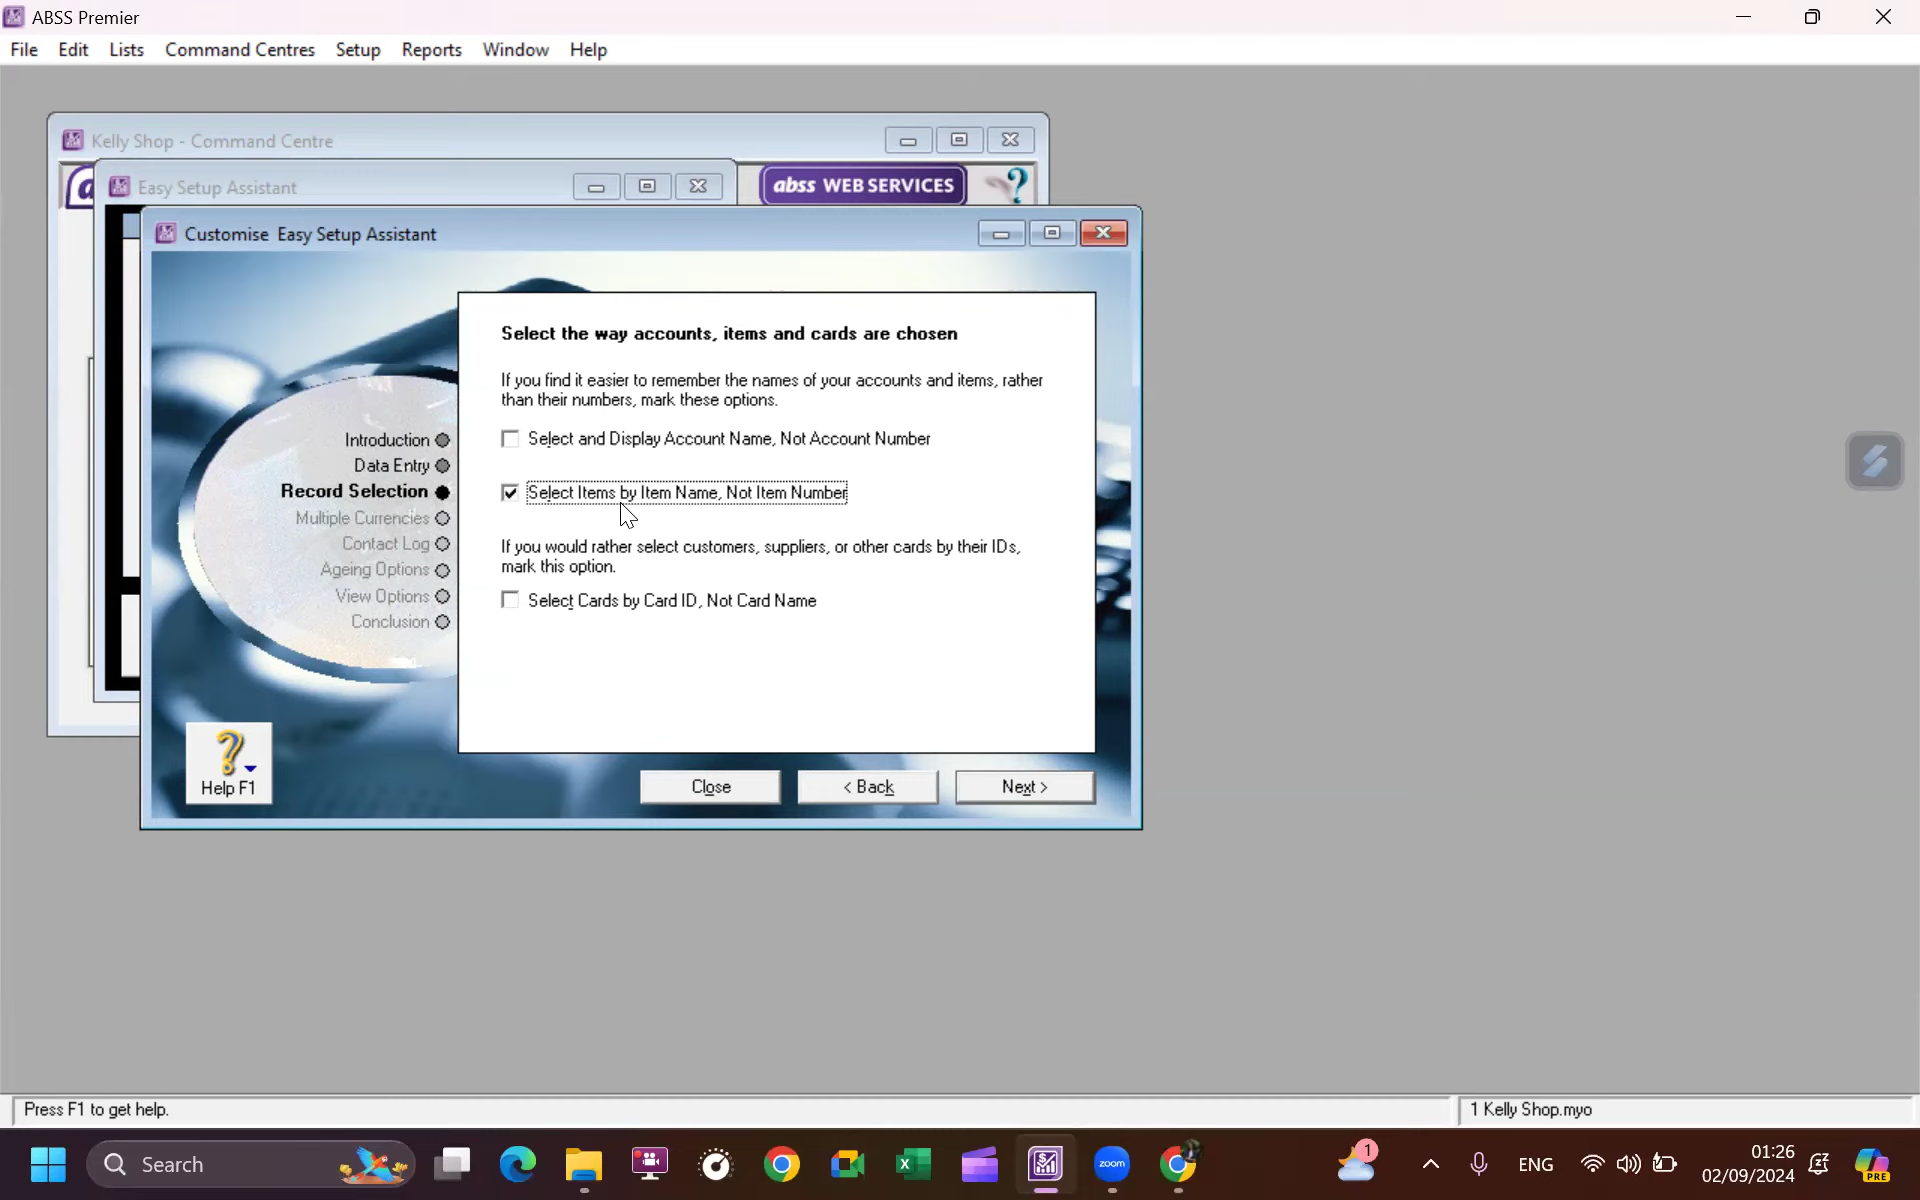 ABSS Premier
File Edit Lists Command Centres Setup Reports Window Help
Kelly Shop - Command Centre
Easy Setup Assistant
abss WEB SERVICES
Customise Easy Setup Assistant
Select the way accounts, items and cards are chosen
If you find it easier to remember the names of your accounts and items, rather
than their numbers, mark these options.
Select and Display Account Name, Not Account Number
Select Items by Item Name, Not Item Number
If you would rather select customers, suppliers, or other cards by their IDs,
mark this option.
Select Cards by Card ID, Not Card Name
Introduction
Data Entry
Record Selection
Multiple Currencies
Contact Log
Ageing Options
View Options
Conclusion
Help F1
Close
< Back
Next >
Press F1 to get help.
1 Kelly Shop.myo
Search
zoom
1
ENG
01:26
02/09/2024
PRE